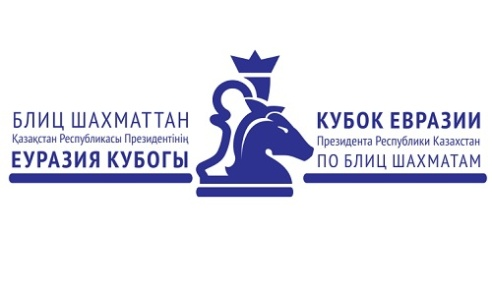 БЛИЦ ШАХМАТТАН
Қазақстан Республикасы Президентінің
ЕУРАЗИЯ КУБОГЫ
КУБОК ЕВРАЗИИ
Президента Республики Казахстан
ПО БЛИЦ ШАХМАТАМ